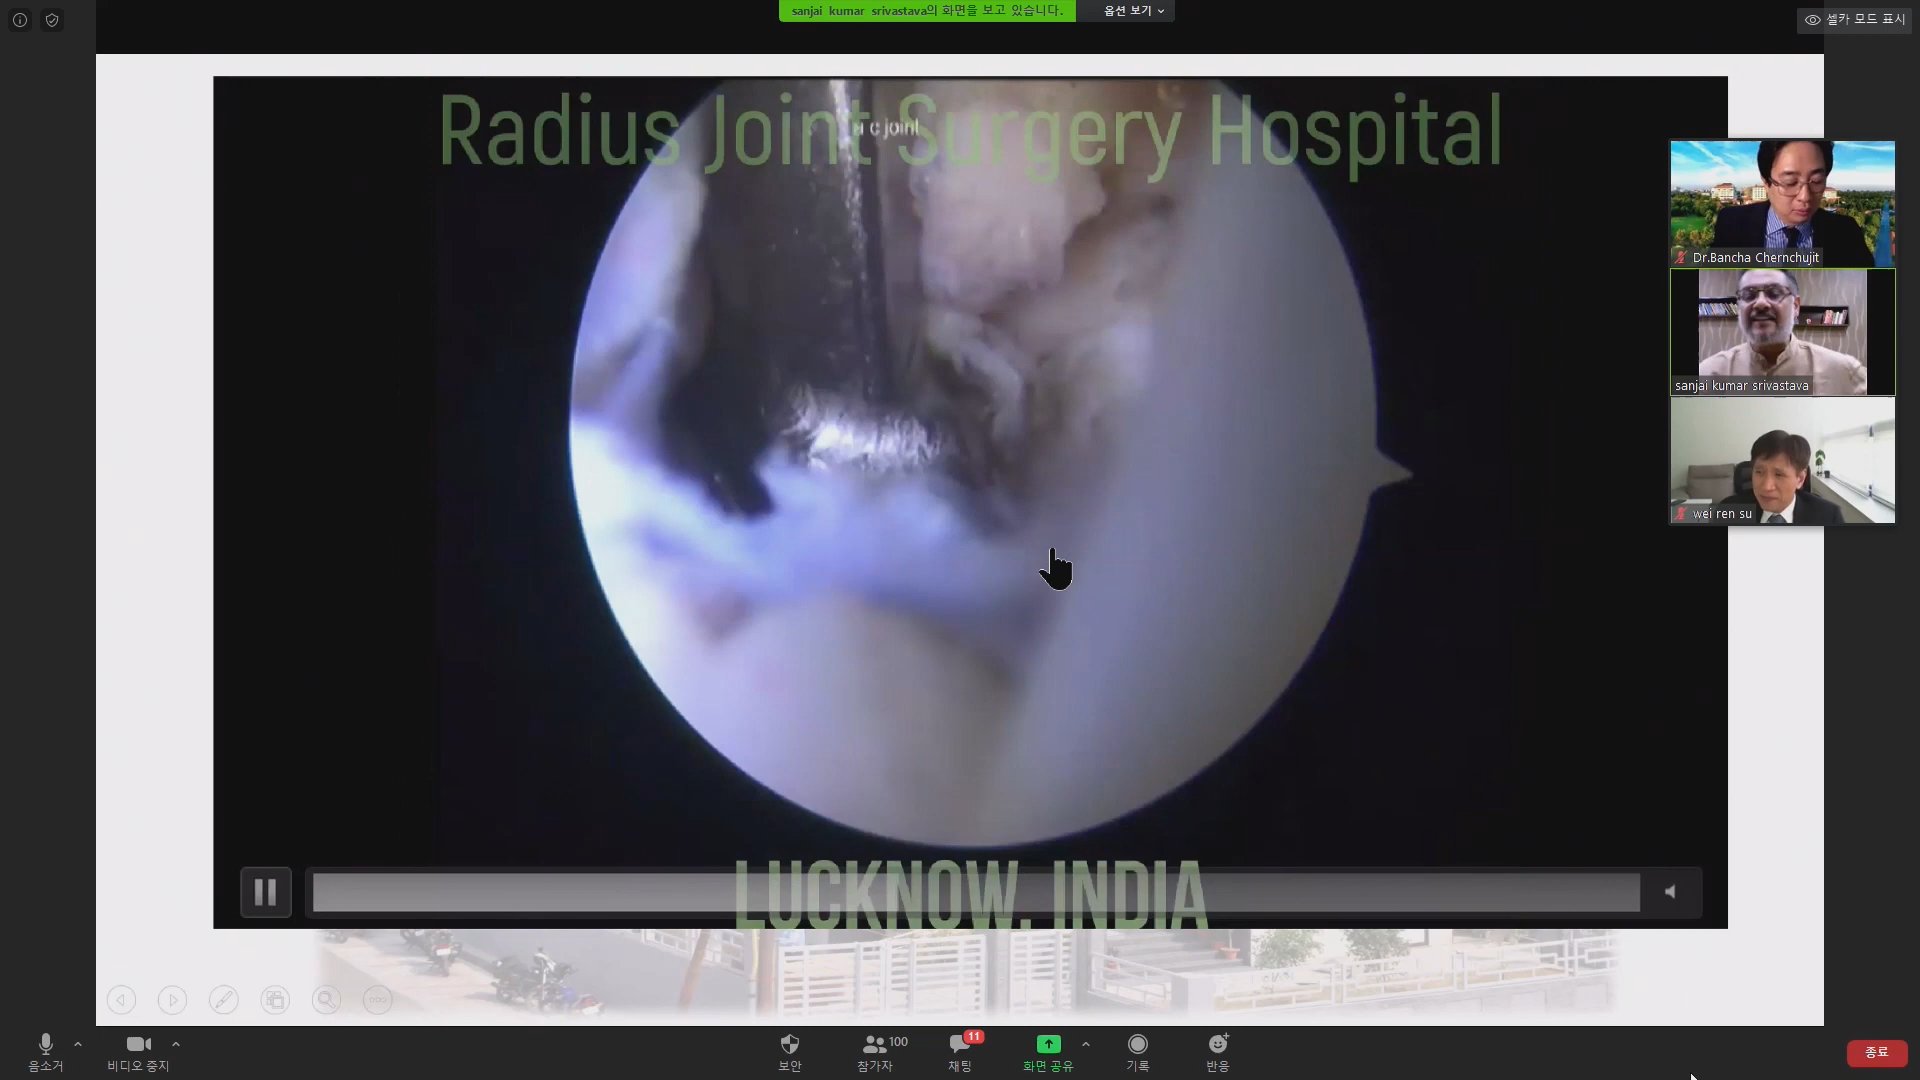 sanjai kumar srivastava의 화면을 보고 있습니다.
옵션 보기
셀카 모드 표시
Radius Joint Surgery Hospital
a c joint
Dr.Bancha Chernchujit
sanjai kumar srivastava
wei ren su
LUCKNOW, INDIA
음소거
비디오 중지
보안
참가자
100
채팅
11
화면 공유
기록
반응
종료